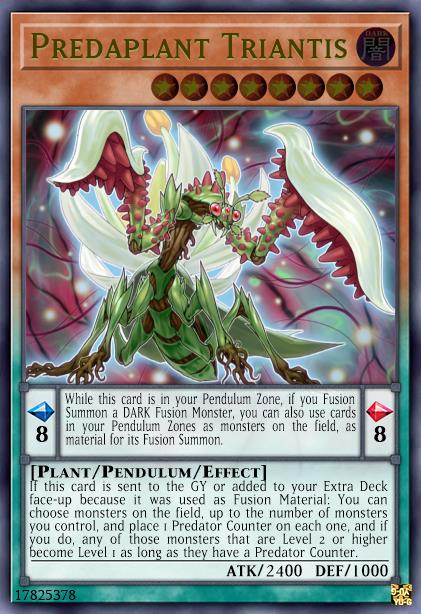 PREDAPLANT TRIANTIS
DARK
闇
8
While this card is in your Pendulum Zone, if you Fusion
Summon a DARK Fusion Monster, you can also use cards
in your Pendulum Zones as monsters on the field, as
material for its Fusion Summon.
8
[PLANT/PENDULUM/EFFECT]
If this card is sent to the GY or added to your Extra Deck
face-up because it was used as Fusion Material: You can
choose monsters on the field, up to the number of monsters
you control, and place 1 Predator Counter on each one, and if
you do, any of those monsters that are Level 2 or higher
become Level 1 as long as they have a Predator Counter.
ATK/2400 DEF/1000
17825378